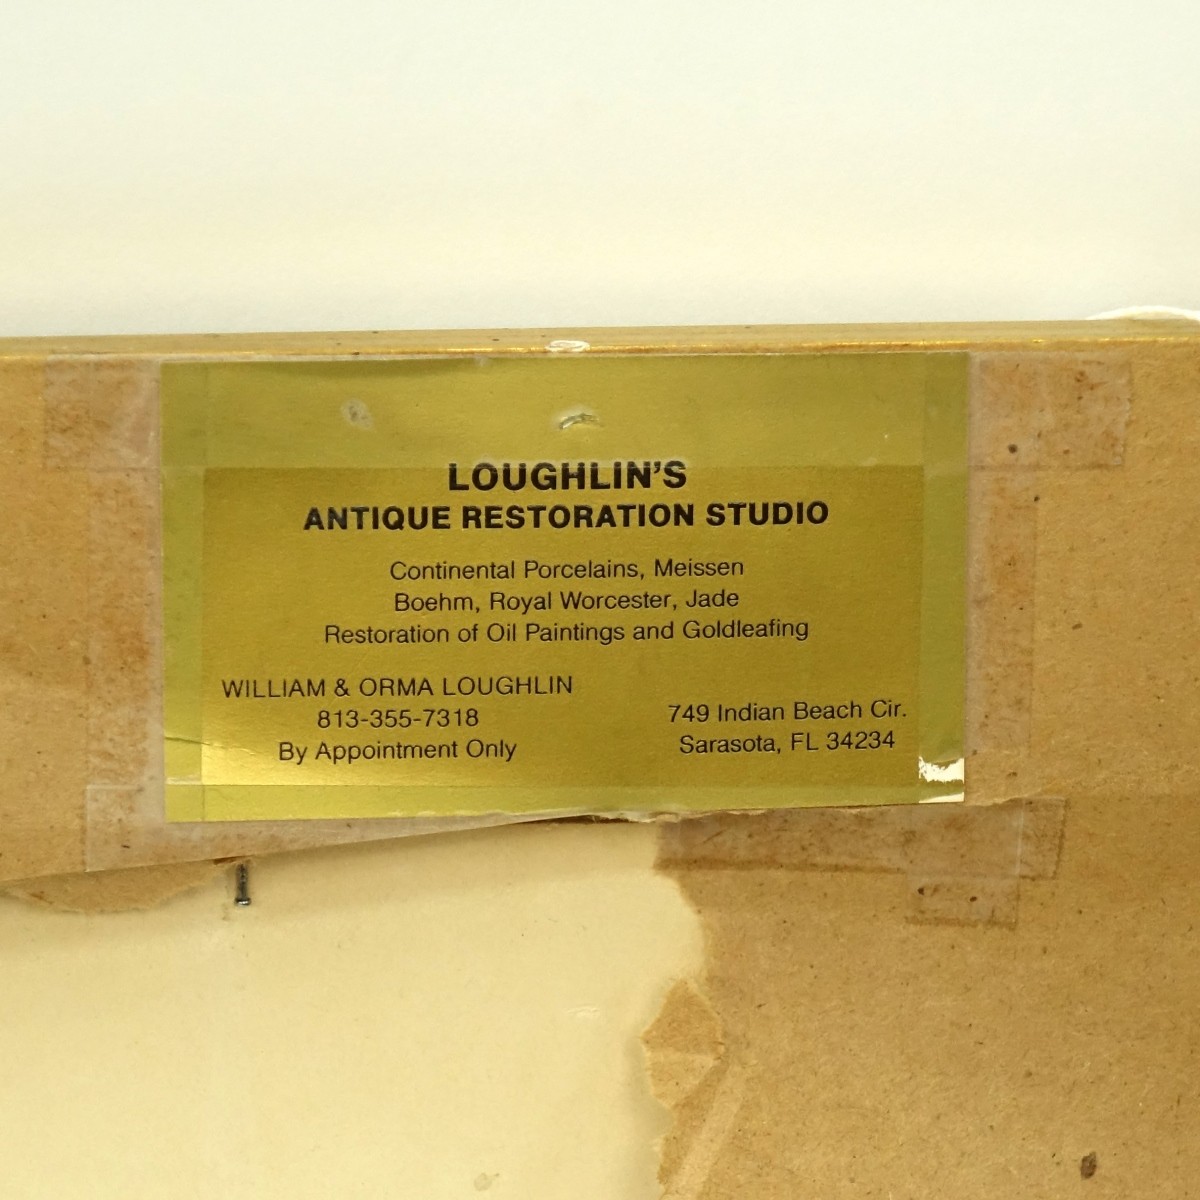 LOUGHLIN'S
ANTIQUE RESTORATION STUDIO
Continental Porcelains, Meissen
Boehm, Royal Worcester, Jade
Restoration of Oil Paintings and Goldleafing
WILLIAM & ORMA LOUGHLIN
813-355-7318
By Appointment Only
749 Indian Beach Cir.
Sarasota, FL 34234